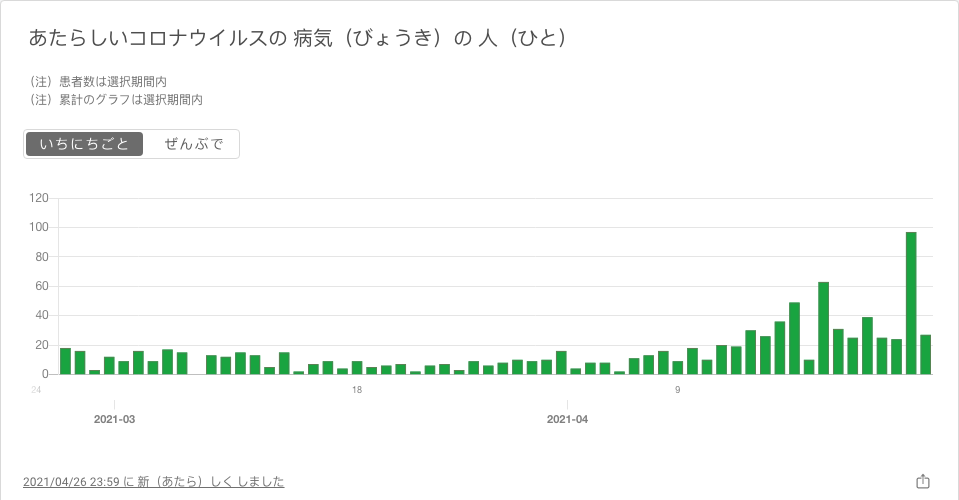 あたらしいコロナウイルスの 病気（びょうき）の 人（ひと）
（注）患者数は選択期間内
（注）累計のグラフは選択期間内
いちにちごと ぜんぶで
120
100
80
60
40
20
0
24 18 9
2021-03 2021-04
2021/04/26 23:59 に 新（あたら）しく しました